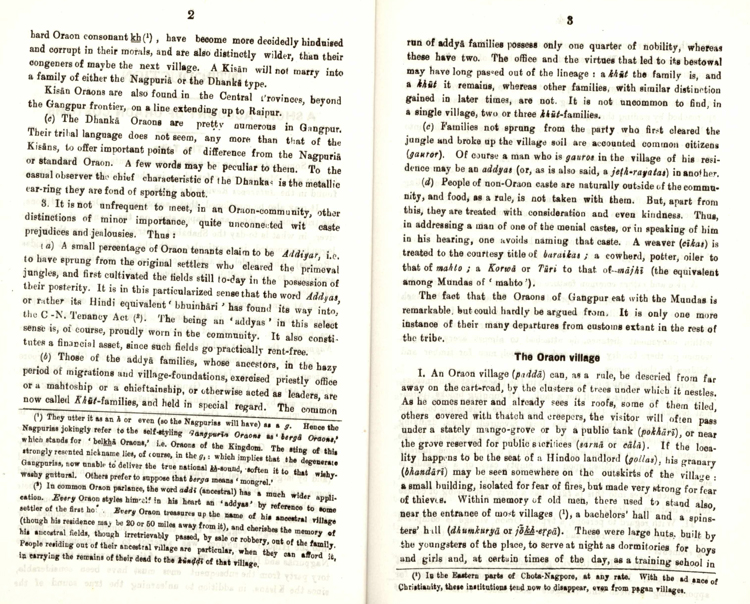 2
hard Oraon consonant kh(¹), have become more decidedly hinduised
and corrupt in their morals, and are also distinctly wilder, than their
congeners of maybe the next village. A Kisān will not marry into
a family of either the Nagpuriā or the Dhankā type.
Kisān Oraons are also found in the Central Provinces, beyond
the Gangpur frontier, on a line extending up to Raipur.
(c) The Dhankā Oraons are pretty numerous in Gangpur.
Their tribal language does not seem, any more than that of the
Kisāns, to offer important points of difference from the Nagpuriā
or standard Oraon. A few words may be peculiar to them. To the
casual observer the chief characteristic of the Dhankas is the metallic
ear-ring they are fond of sporting about.
3. It is not unfrequent to meet, in an Oraon-community, other
distinctions of minor importance, quite unconnected wit caste
prejudices and jealousies. Thus :
(a) A small percentage of Oraon tenants claim to be Addiyar, i.e.
to have sprung from the original settlers who cleared the primeval
jungles, and first cultivated the fields still to-day in the possession of
their posterity. It is in this particularized sense that the word Addyas,
or rather its Hindi equivalent ' bhuinhāri ' has found its way into,
the C-N. Tenancy Act (²). The being an 'addyas' in this select
sense is, of course, proudly worn in the community. It also consti-
tutes a financial asset, since such fields go practically rent-free.
(b) Those of the addyā families, whose ancestors, in the hazy
period of migrations and village-foundations, exercised priestly office
or a mahtoship or a chieftainship, or otherwise acted as leaders, are
now called Khūt-families, and held in special regard. The common
(¹) They utter it as an h or even (so the Nagpuriās will have) as a g. Hence the
Nagpuriās jokingly refer to the self-styling Gangpuris Oraons as 'bergā Oraons,'
which stands for ' belkhā Oraons,' i.e. Oraons of the Kingdom. The sting of this
strongly resented nickname lies, of course, in the g, : which implies that the degenerate
Gangpuriās, now unable to deliver the true national kh-sound, soften it to that wishy-
washy guttural. Others prefer to suppose that berga means 'mongrel.'
(²) In common Oraon parlance, the word addi (ancestral) has a much wider appli-
cation. Every Oraon styles himself in his heart an 'addyas' by reference to some
settler of the first ho. Every Oraon treasures up the name of his ancestral village
(though his residence may be 20 or 50 miles away from it), and cherishes the memory of
his ancestral fields, though irretrievably passed, by sale or robbery, out of the family.
People residing out of their ancestral village are particular, when they can afford it,
in carrying the remains of their dead to the kūṇḍi of that village.
3
run of addyā families possess only one quarter of nobility, whereas
these have two. The office and the virtues that led to its bestowal
may have long passed out of the lineage : a khūt the family is, and
a khūt it remains, whereas other families, with similar distinction
gained in later times, are not. It is not uncommon to find, in
a single village, two or three khūt-families.
(c) Families not sprung from the party who first cleared the
jungle and broke up the village soil are accounted common citizens
(gauror). Of course a man who is gauros in the village of his resi-
dence may be an addyas (or, as is also said, a jeṭh-rayatas) in another.
(d) People of non-Oraon caste are naturally outside of the commu-
nity, and food, as a rule, is not taken with them. But, apart from
this, they are treated with consideration and even kindness. Thus,
in addressing a man of one of the menial castes, or in speaking of him
in his hearing, one avoids naming that caste. A weaver (cikas) is
treated to the courtesy title of baraikas ; a cowherd, potter, oiler to
that of mahto ; a Korwā or Tūri to that of mājhi (the equivalent
among Mundas of 'mahto').
The fact that the Oraons of Gangpur eat with the Mundas is
remarkable, but could hardly be argued from. It is only one more
instance of their many departures from customs extant in the rest of
the tribe.
The Oraon village
I. An Oraon village (paddā) can, as a rule, be descried from far
away on the cart-read, by the clusters of trees under which it nestles.
As he comes nearer and already sees its roofs, some of them tiled,
others covered with thatch and creepers, the visitor will often pass
under a stately mango-grove or by a public tank (pokhāri), or near
the grove reserved for public sacrifices (sarnā or cālā). If the loca-
lity happens to be the seat of a Hindoo landlord (gollas), his granary
(bhandāri) may be seen somewhere on the outskirts of the village :
a small building, isolated for fear of fires, but made very strong for fear
of thieves. Within memory of old men, there used to stand also,
near the entrance of most villages (¹), a bachelors' hall and a spins-
ters' hall (dhumkuryā or jōkh-erpā). These were large huts, built by
the youngsters of the place, to serve at night as dormitories for boys
and girls and, at certain times of the day, as a training school in
(¹) In the Eastern parts of Chota-Nagpore, at any rate. With the ad ance of
Christianity, these institutions tend now to disappear, even from pagan villages.